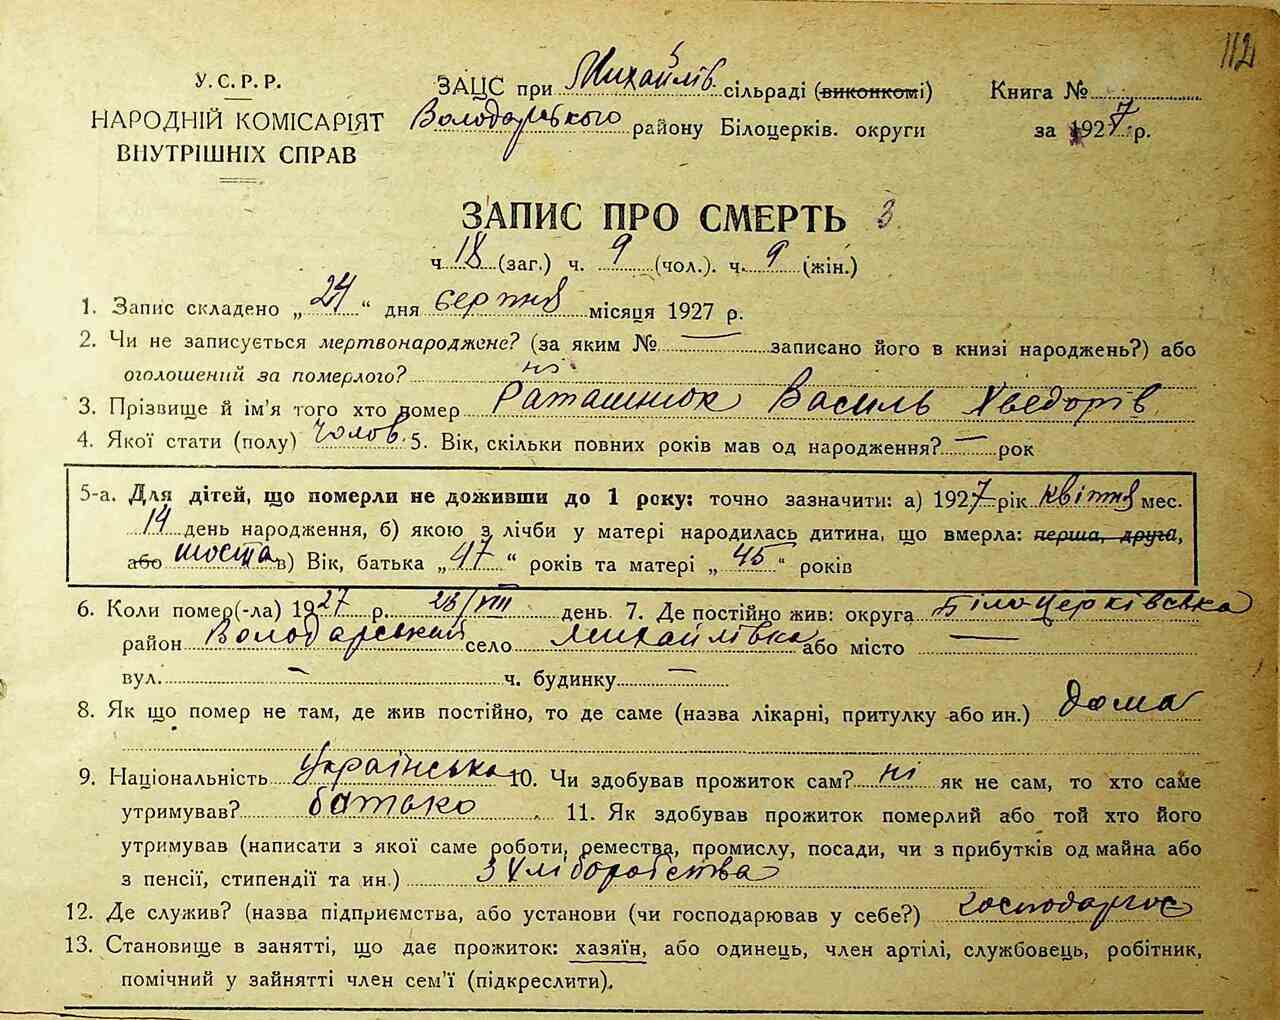 112
У.С.Р.Р.
НАРОДНІЙ КОМІСАРІЯТ
ВНУТРІШНІХ СПРАВ
ЗАЦС при Михайлів. сільраді (виконкомі)
Володарського району Білоцерків. округи
Книга №
за 1927 р.
ЗАПИС ПРО СМЕРТЬ 3
ч 18 (заг.) ч. 9 (чол.). ч. 9 (жін.)
1. Запис складено „ 24 “ дня серпня місяця 1927 р.
2. Чи не записується мертвонароджене? (за яким № — записано його в книзі народжень?) або
оголошений за померлого? ні
3. Прізвище й ім'я того хто помер Раташнюк Василь Хведорів
4. Якої стати (полу) чолов. 5. Вік, скільки повних років мав од народження? — рок
5-а. Для дітей, що померли не доживши до 1 року: точно зазначити: а) 1927 рік квітня мес.
14 день народження, б) якою з лічби у матері народилась дитина, що вмерла: перша, друга,
або шоста в) Вік, батька „ 47 “ років та матері „ 45 “ років
6. Коли помер(-ла) 1927 р. 23/VIII день. 7. Де постійно жив: округа Білоцерківська
район Володарський село Михайлівка або місто —
вул. — ч. будинку —
8. Як що помер не там, де жив постійно, то де саме (назва лікарні, притулку або ин.) дома
9. Національність Українська 10. Чи здобував прожиток сам? ні як не сам, то хто саме
утримував? батько 11. Як здобував прожиток померлий або той хто його
утримував (написати з якої саме роботи, ремества, промислу, посади, чи з прибутків од майна або
з пенсії, стипендії та ин.) З Хліборобства
12. Де служив? (назва підприємства, або установи (чи господарював у себе?) господарює
13. Становище в занятті, що дає прожиток: хазяїн, або одинець, член артілі, службовець, робітник,
помічний у зайнятті член сем'ї (підкреслити).